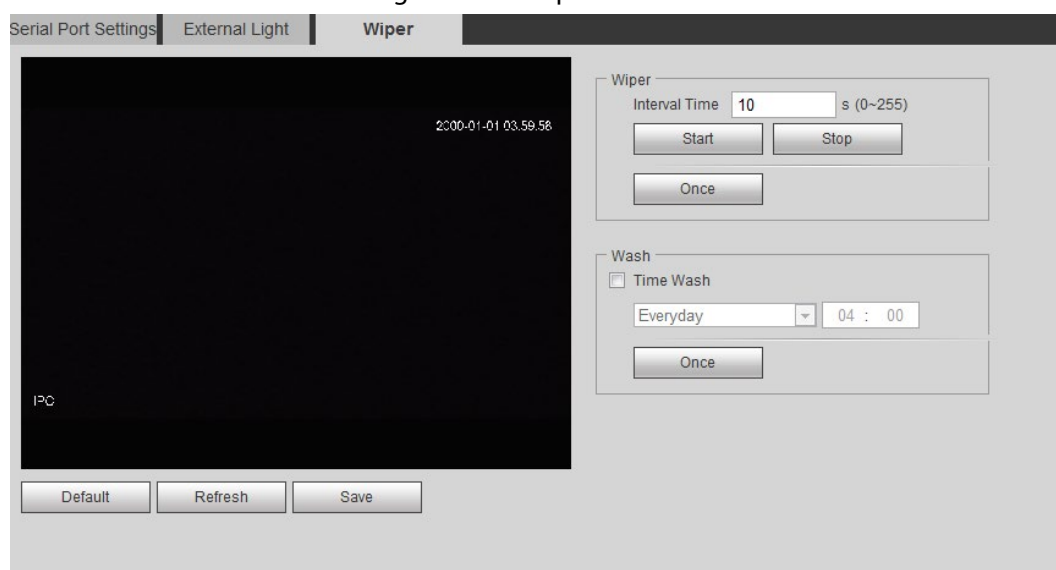 Serial Port Settings External Light Wiper
Wiper
Interval Time 10 s (0~255)
2000-01-01 03.59.58
Start Stop
Once
Wash
Time Wash
Everyday 04 : 00
Once
IPC
Default Refresh Save